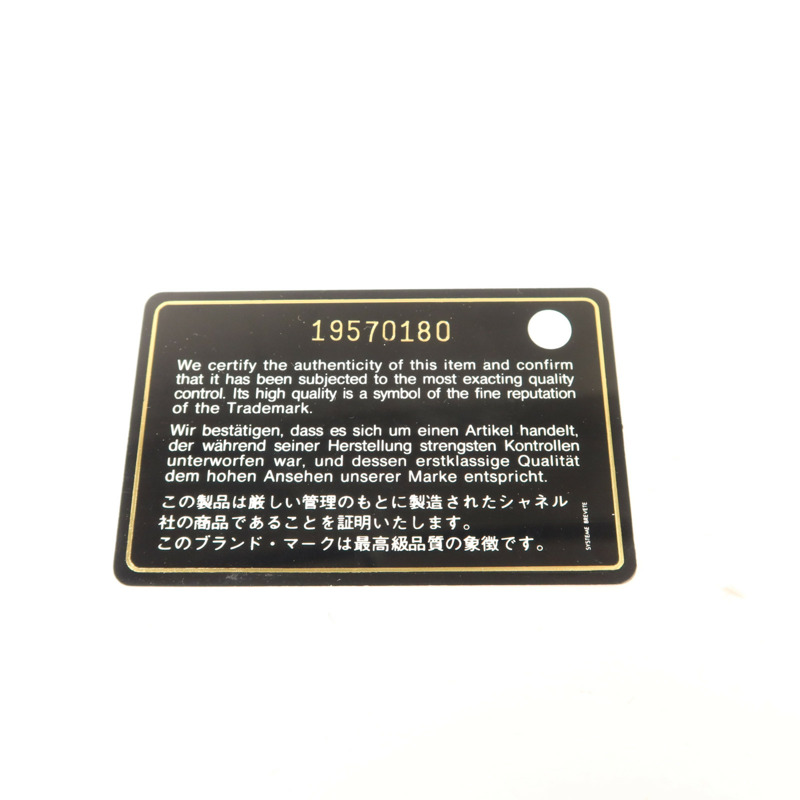 19570180
We certify the authenticity of this item and confirm
that it has been subjected to the most exacting quality
control. Its high quality is a symbol of the fine reputation
of the Trademark.
Wir bestätigen, dass es sich um einen Artikel handelt,
der während seiner Herstellung strengsten Kontrollen
unterworfen war, und dessen erstklassige Qualität
dem hohen Ansehen unserer Marke entspricht.
この製品は厳しい管理のもとに製造されたシャネル
社の商品であることを証明いたします。
このブランド・マークは最高級品質の象徴です。
SYSTEME BREVETE